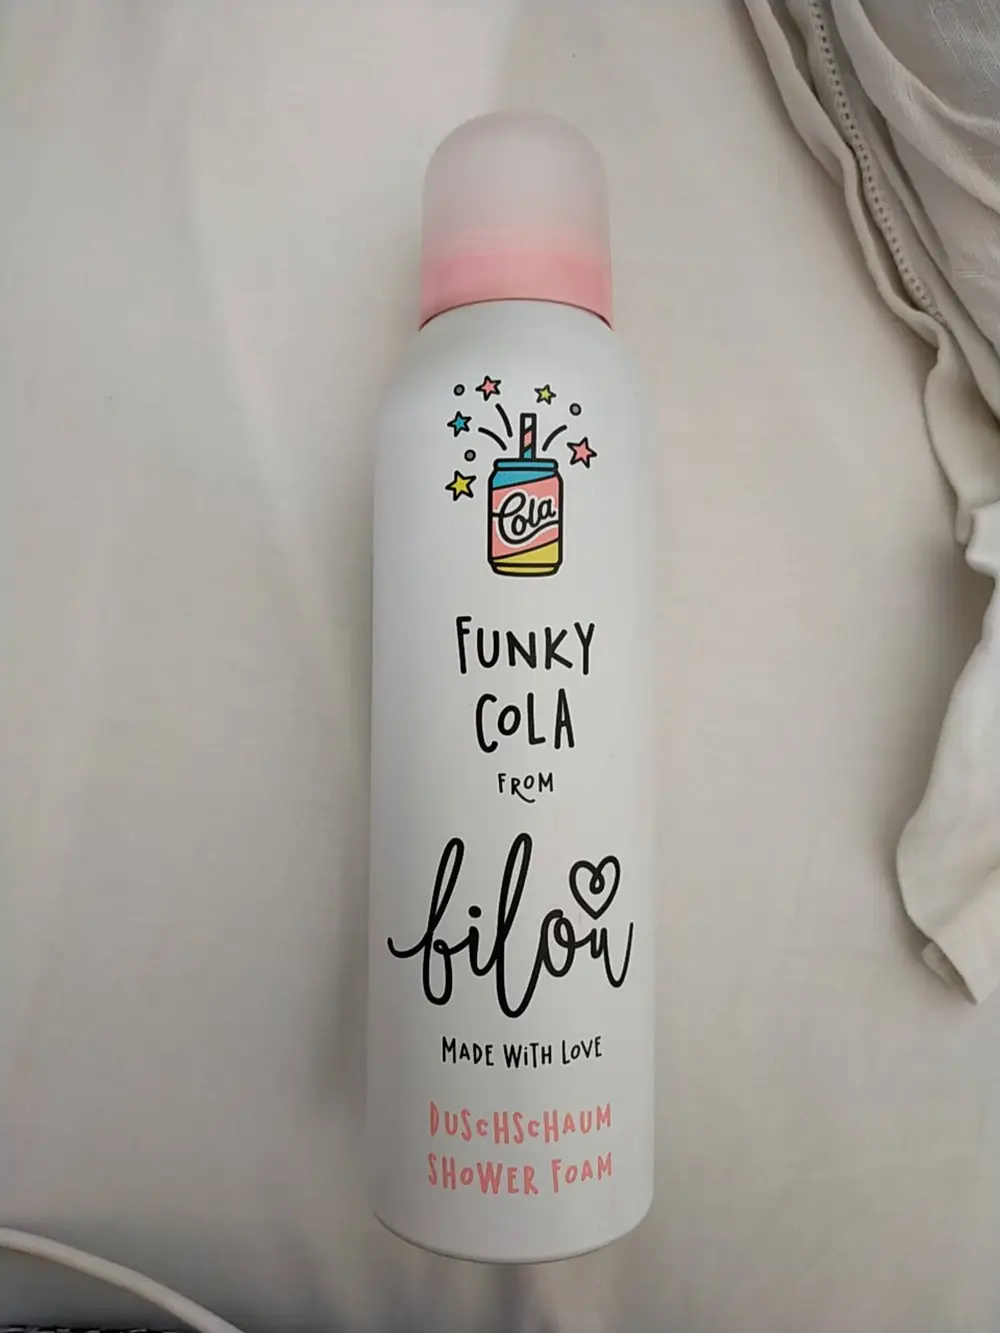 Cola
FUNKY
COLA
FROM
bilou
MADE WiTH LOVE
DUScHScHAUM
SHoWER FOAM